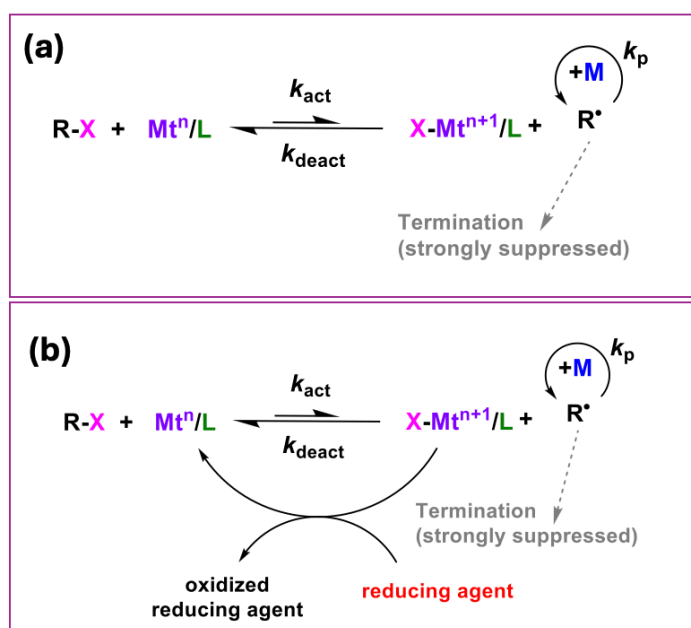 (a)
+M
k_p
k_act
R-X + Mt^n/L
X-Mt^{n+1}/L + R•
k_deact
Termination
(strongly suppressed)
(b)
+M
k_p
k_act
R-X + Mt^n/L
X-Mt^{n+1}/L + R•
k_deact
Termination
(strongly suppressed)
oxidized
reducing agent
reducing agent